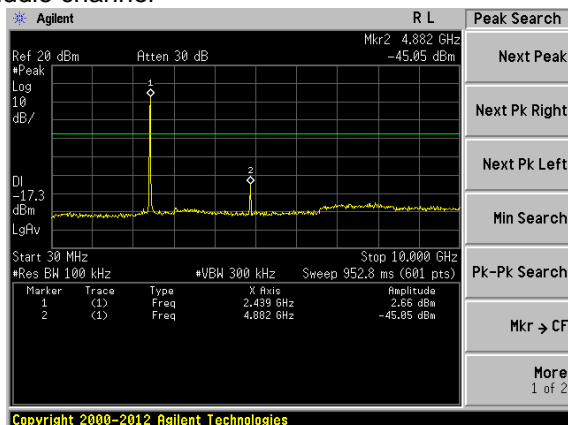 Agilent R L Peak Search
Mkr2 4.882 GHz
Ref 20 dBm Atten 30 dB -45.05 dBm
#Peak
Log
10
dB/
1
2
DI
-17.3
dBm
LgAv
Start 30 MHz Stop 10.000 GHz
#Res BW 100 kHz #VBW 300 kHz Sweep 952.8 ms (601 pts)
Marker Trace Type X Axis Amplitude
1 (1) Freq 2.439 GHz 2.66 dBm
2 (1) Freq 4.882 GHz -45.05 dBm
Next Peak
Next Pk Right
Next Pk Left
Min Search
Pk-Pk Search
Mkr → CF
More
1 of 2
Copyright 2000-2012 Agilent Technologies